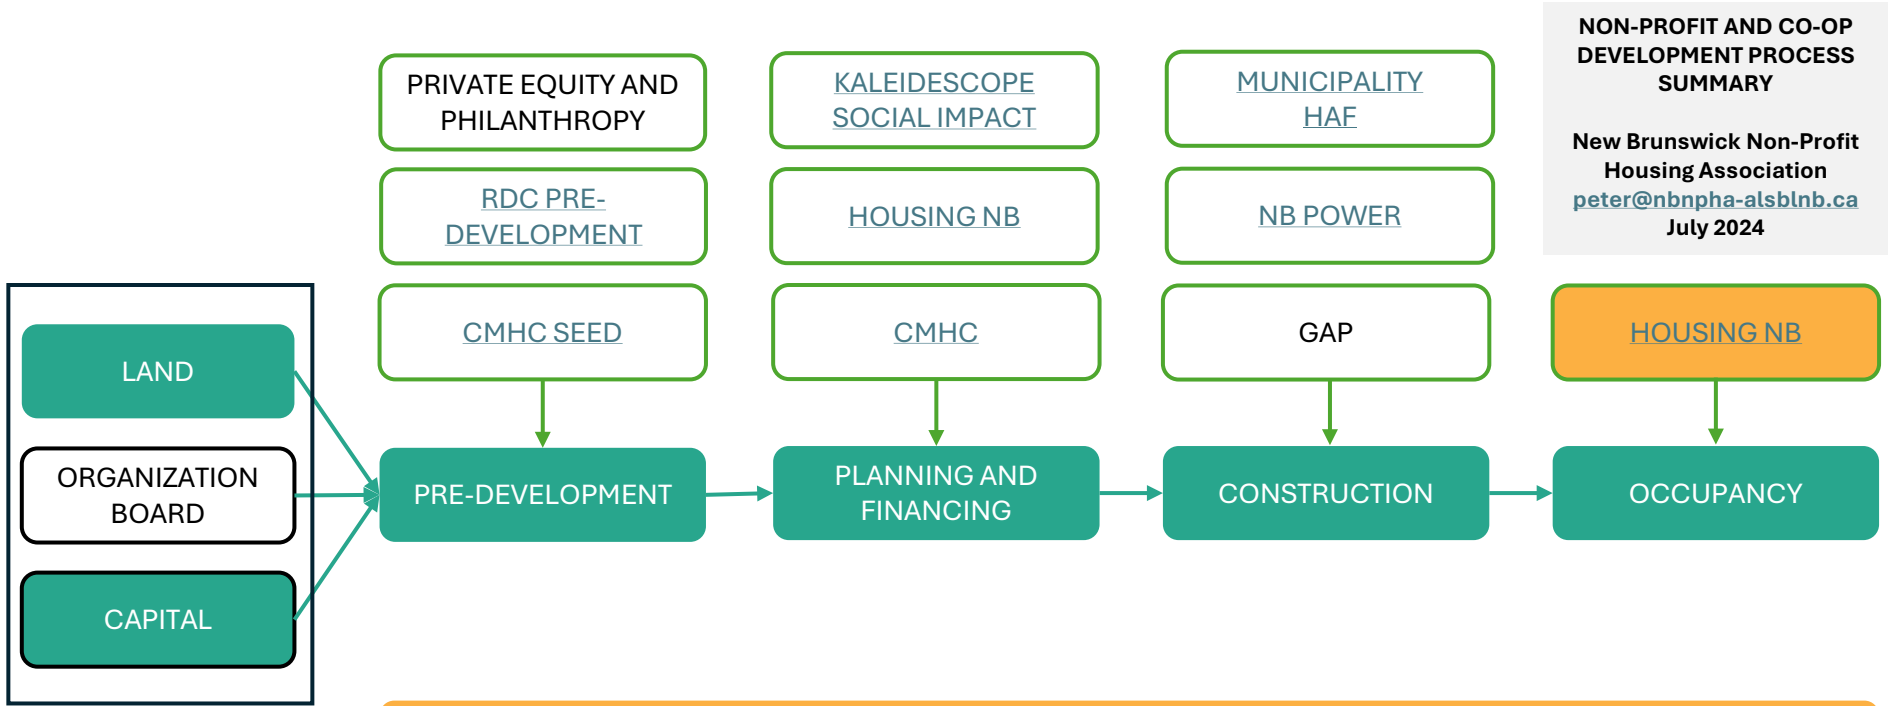 NON-PROFIT AND CO-OP
DEVELOPMENT PROCESS
SUMMARY
New Brunswick Non-Profit
Housing Association
peter@nbnpha-alsblnb.ca
July 2024
PRIVATE EQUITY AND
PHILANTHROPY
KALEIDESCOPE
SOCIAL IMPACT
MUNICIPALITY
HAF
RDC PRE-
DEVELOPMENT
HOUSING NB
NB POWER
CMHC SEED
CMHC
GAP
HOUSING NB
LAND
ORGANIZATION
BOARD
CAPITAL
PRE-DEVELOPMENT
PLANNING AND
FINANCING
CONSTRUCTION
OCCUPANCY